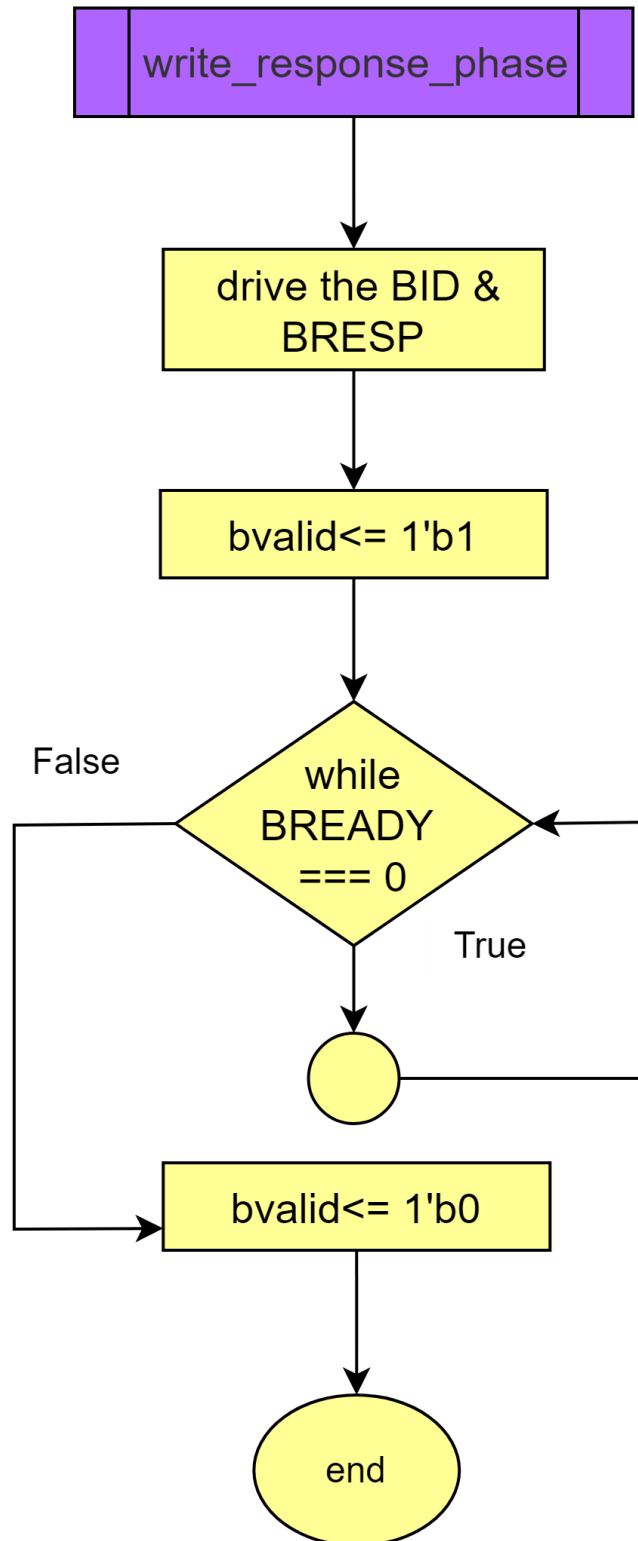 write_response_phase
drive the BID &
BRESP
bvalid<= 1'b1
False
while
BREADY
=== 0
True
bvalid<= 1'b0
end